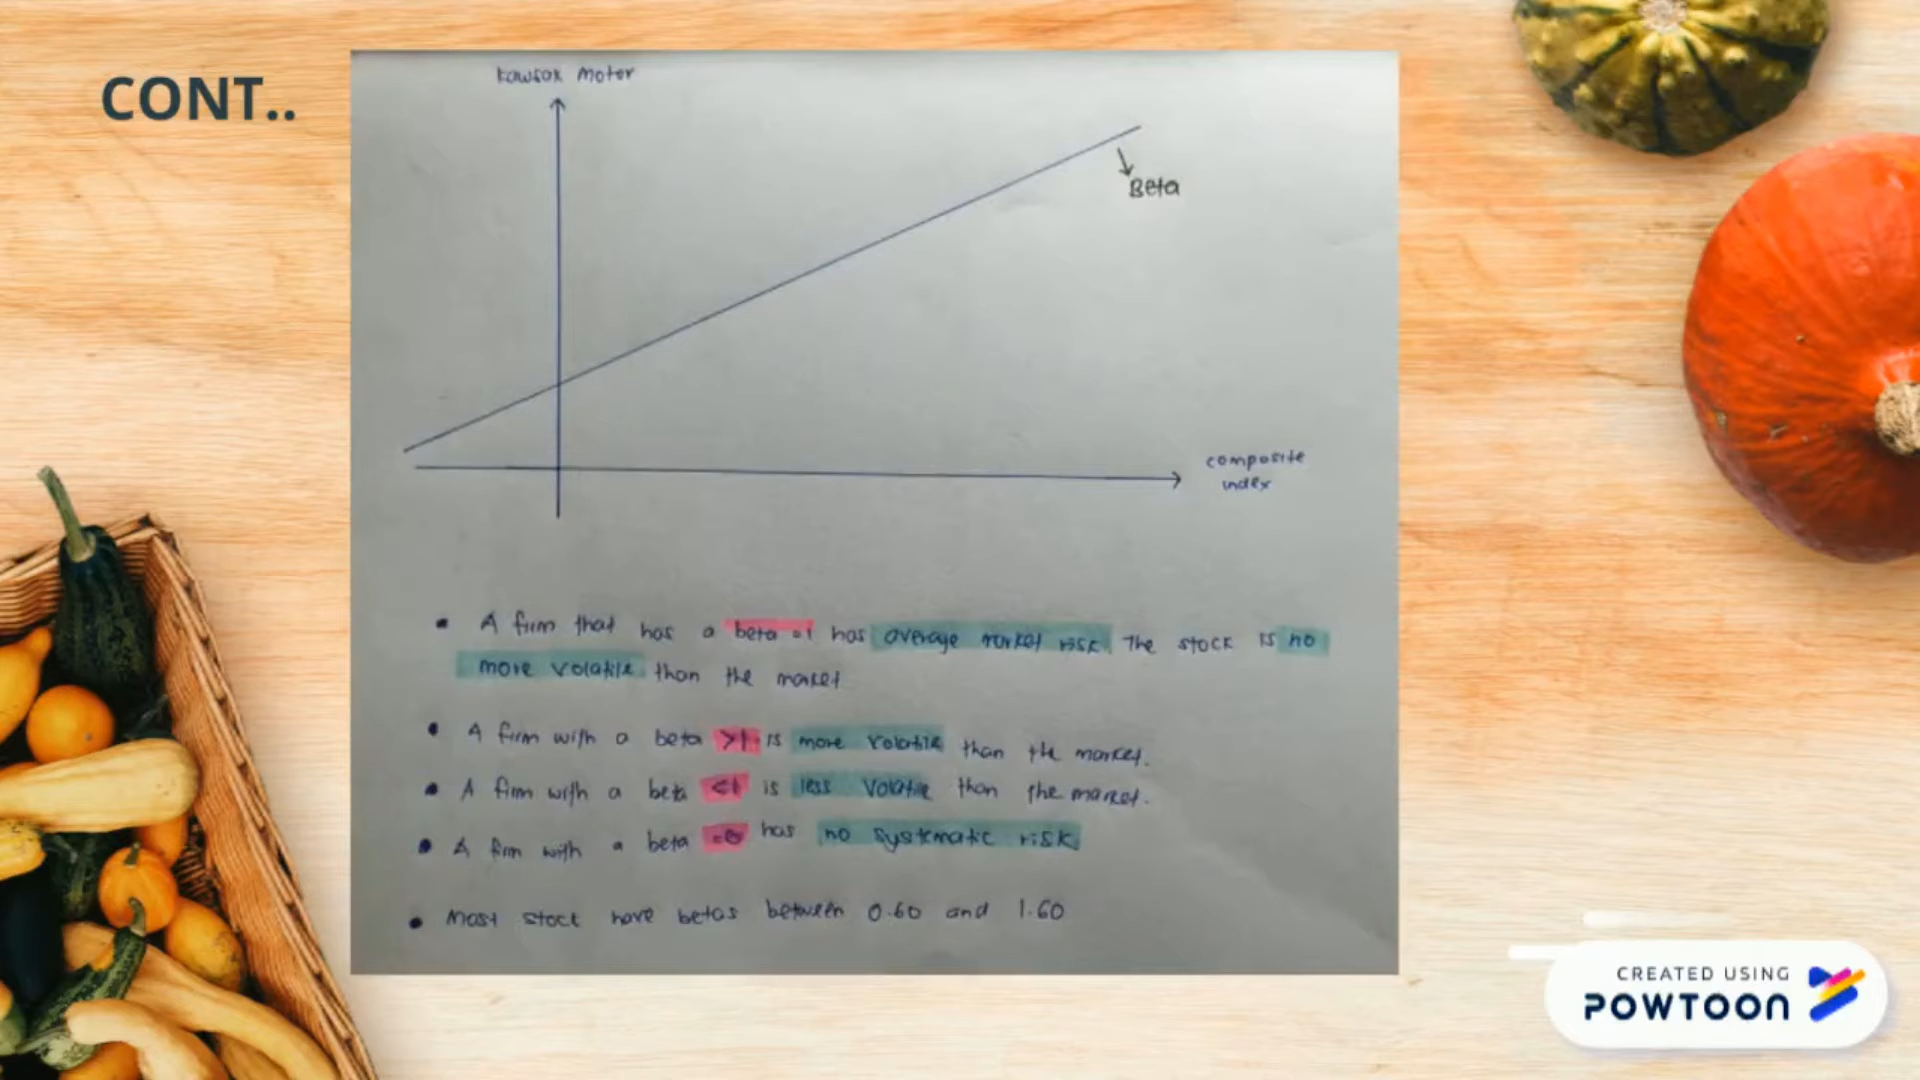 CONT..
Kawsak Motor
Beta
composite
index
• A firm that has a beta =1 has average market risk. The stock is no
more volatile than the market
• A firm with a beta >1 is more volatile than the market.
• A firm with a beta <1 is less volatile than the market.
• A firm with a beta =0 has no systematic risk
• Most stock have betas between 0.60 and 1.60
CREATED USING
POWTOON